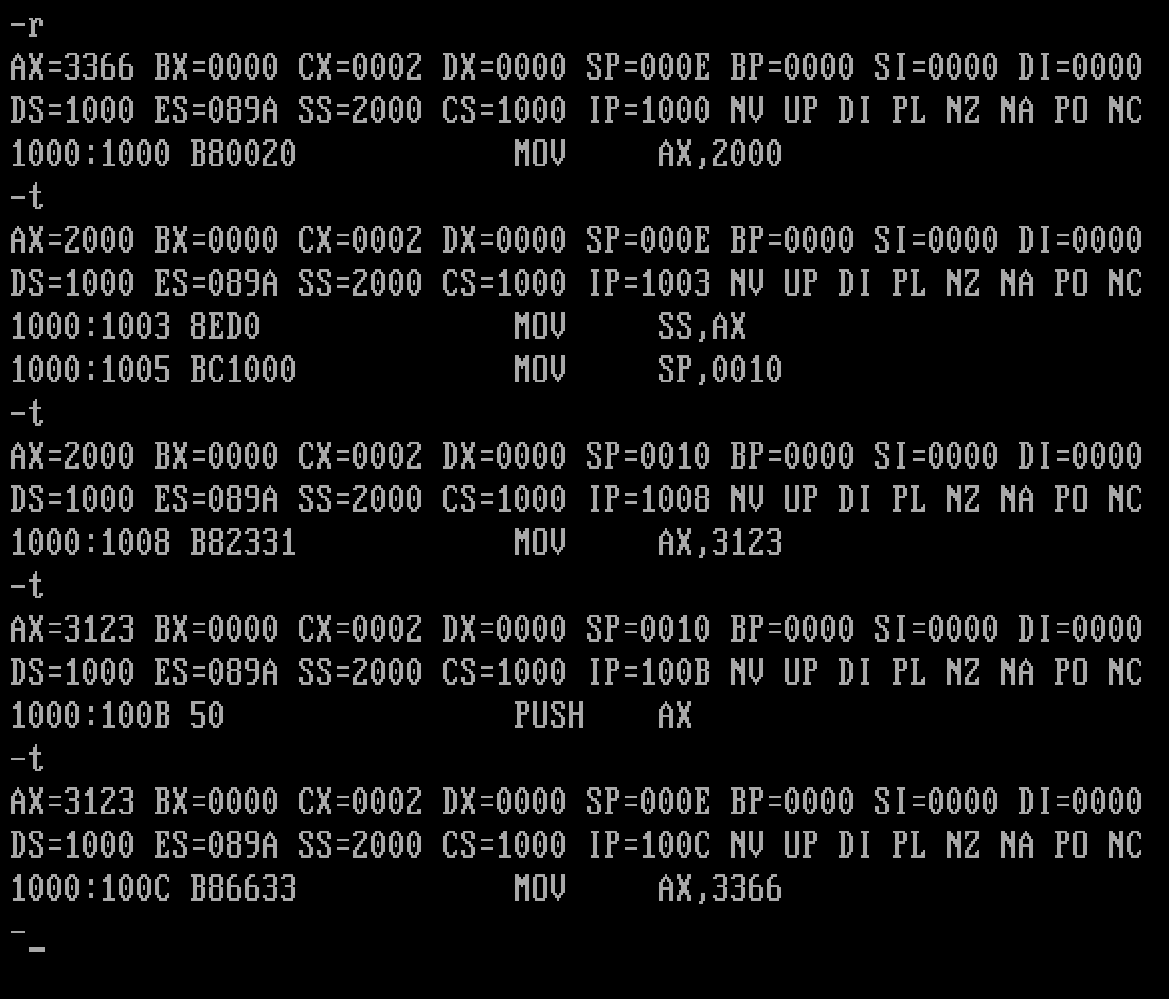 -r
AX=3366 BX=0000 CX=0002 DX=0000 SP=000E BP=0000 SI=0000 DI=0000
DS=1000 ES=089A SS=2000 CS=1000 IP=1000 NV UP DI PL NZ NA PO NC
1000:1000 B80020 MOV AX,2000
-t
AX=2000 BX=0000 CX=0002 DX=0000 SP=000E BP=0000 SI=0000 DI=0000
DS=1000 ES=089A SS=2000 CS=1000 IP=1003 NV UP DI PL NZ NA PO NC
1000:1003 8ED0 MOV SS,AX
1000:1005 BC1000 MOV SP,0010
-t
AX=2000 BX=0000 CX=0002 DX=0000 SP=0010 BP=0000 SI=0000 DI=0000
DS=1000 ES=089A SS=2000 CS=1000 IP=1008 NV UP DI PL NZ NA PO NC
1000:1008 B82331 MOV AX,3123
-t
AX=3123 BX=0000 CX=0002 DX=0000 SP=0010 BP=0000 SI=0000 DI=0000
DS=1000 ES=089A SS=2000 CS=1000 IP=100B NV UP DI PL NZ NA PO NC
1000:100B 50 PUSH AX
-t
AX=3123 BX=0000 CX=0002 DX=0000 SP=000E BP=0000 SI=0000 DI=0000
DS=1000 ES=089A SS=2000 CS=1000 IP=100C NV UP DI PL NZ NA PO NC
1000:100C B86633 MOV AX,3366
-_